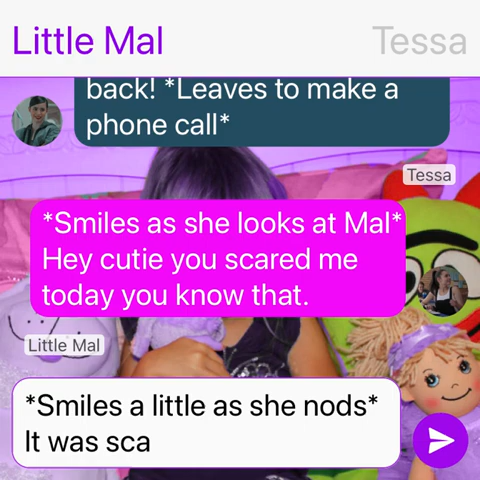 Little Mal
Tessa
back! *Leaves to make a
phone call*
Tessa
*Smiles as she looks at Mal*
Hey cutie you scared me
today you know that.
Little Mal
*Smiles a little as she nods*
It was sca